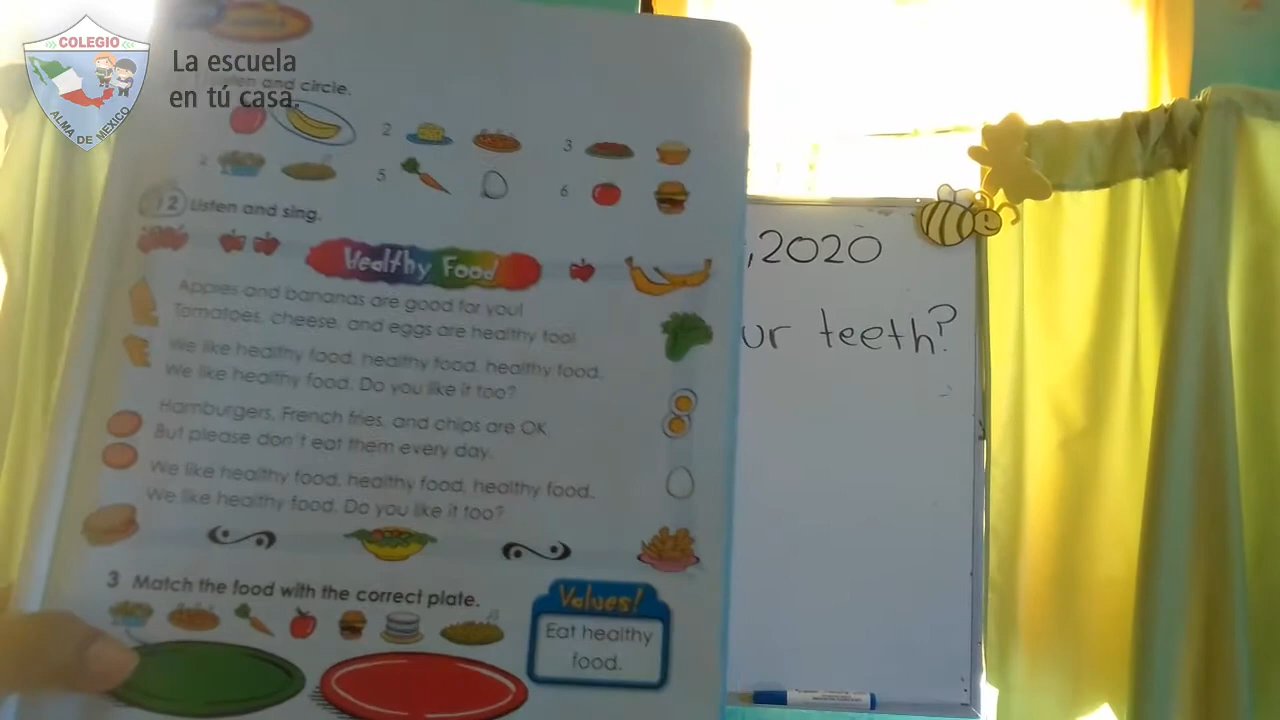 COLEGIO
ALMA DE MEXICO
La escuela
en tú casa.
and circle.
2
3
5
6
2 Listen and sing.
Healthy Food
Apples and bananas are good for you!
Tomatoes, cheese, and eggs are healthy too!
We like healthy food, healthy food, healthy food.
We like healthy food. Do you like it too?
Hamburgers, French fries, and chips are OK
But please don't eat them every day.
We like healthy food, healthy food, healthy food.
We like healthy food. Do you like it too?
3 Match the food with the correct plate.
Values!
Eat healthy
food.
, 2020
ur teeth?